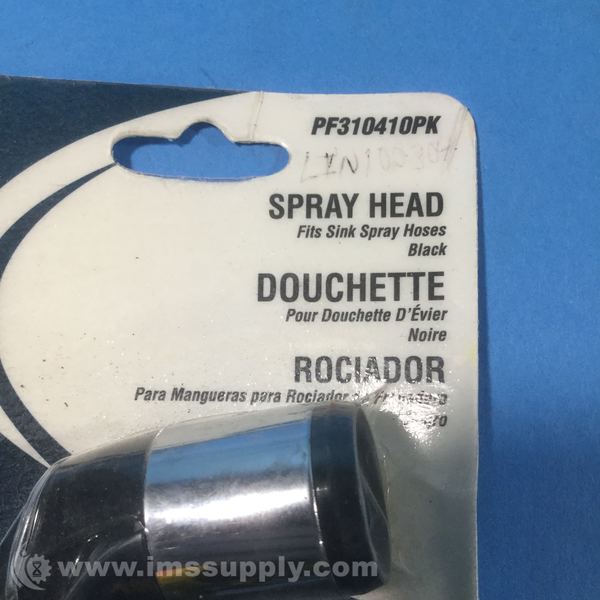 PF310410PK
SPRAY HEAD
Fits Sink Spray Hoses
Black
DOUCHETTE
Pour Douchette D'Évier
Noire
ROCIADOR
Para Mangueras para Rociador
www.imssupply.com